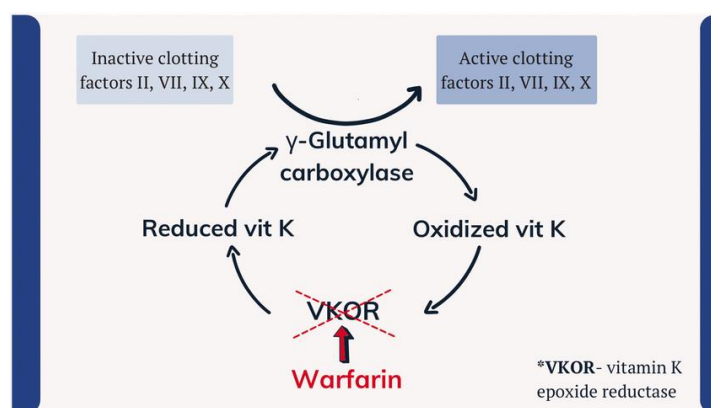 Inactive clotting
factors II, VII, IX, X
Active clotting
factors II, VII, IX, X
γ-Glutamyl
carboxylase
Reduced vit K
Oxidized vit K
VKOR
Warfarin
*VKOR- vitamin K
epoxide reductase